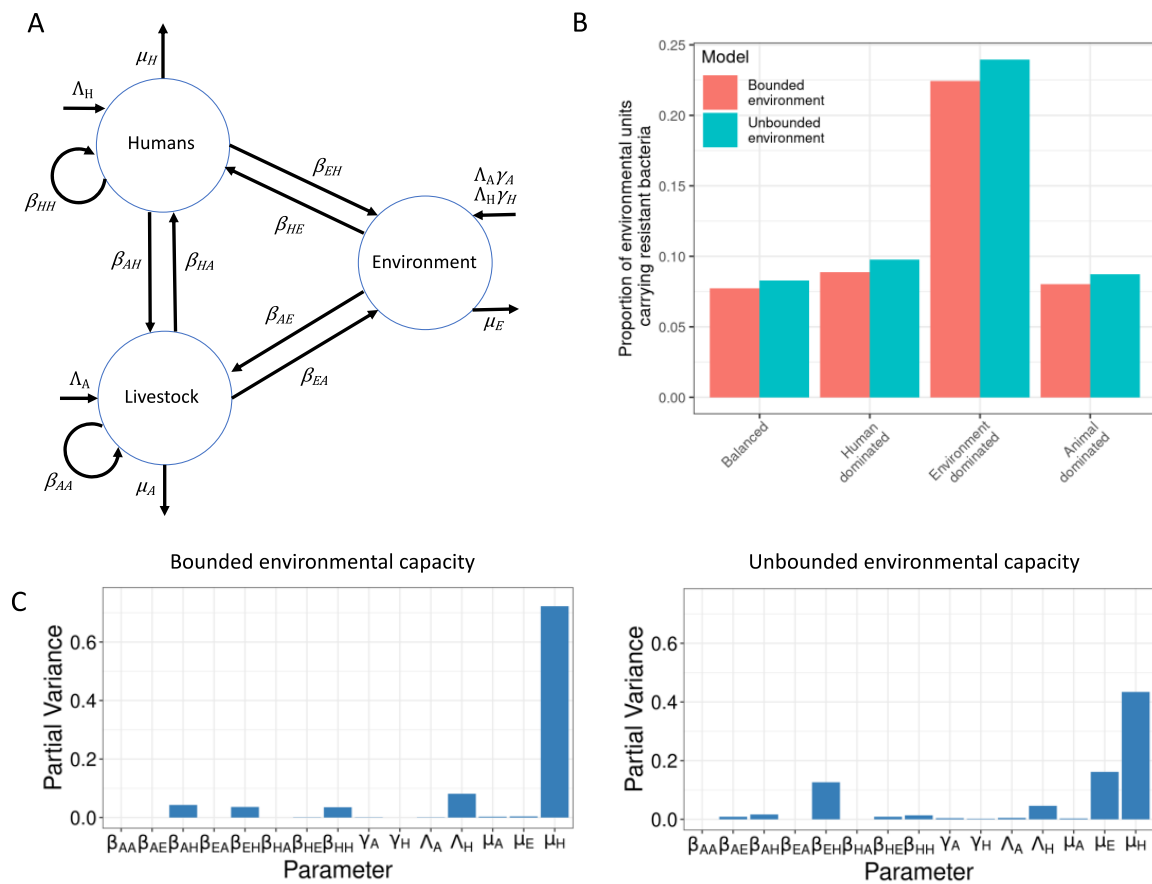 A
μH
ΛH
Humans
βHH
βEH
βHE
ΛAγA
ΛHγH
Environment
μE
βAH
βHA
βAE
βEA
ΛA
Livestock
βAA
μA
B
Proportion of environmental units
carrying resistant bacteria
0.25
0.20
0.15
0.10
0.05
0.00
Model
Bounded
environment
Unbounded
environment
Balanced
Human
dominated
Environment
dominated
Animal
dominated
C
Bounded environmental capacity
Partial Variance
0.6
0.4
0.2
0.0
βAA βAE βAH βEA βEH βHA βHE βHH γA γH ΛA ΛH μA μE μH
Parameter
Unbounded environmental capacity
Partial Variance
0.6
0.4
0.2
0.0
βAA βAE βAH βEA βEH βHA βHE βHH γA γH ΛA ΛH μA μE μH
Parameter